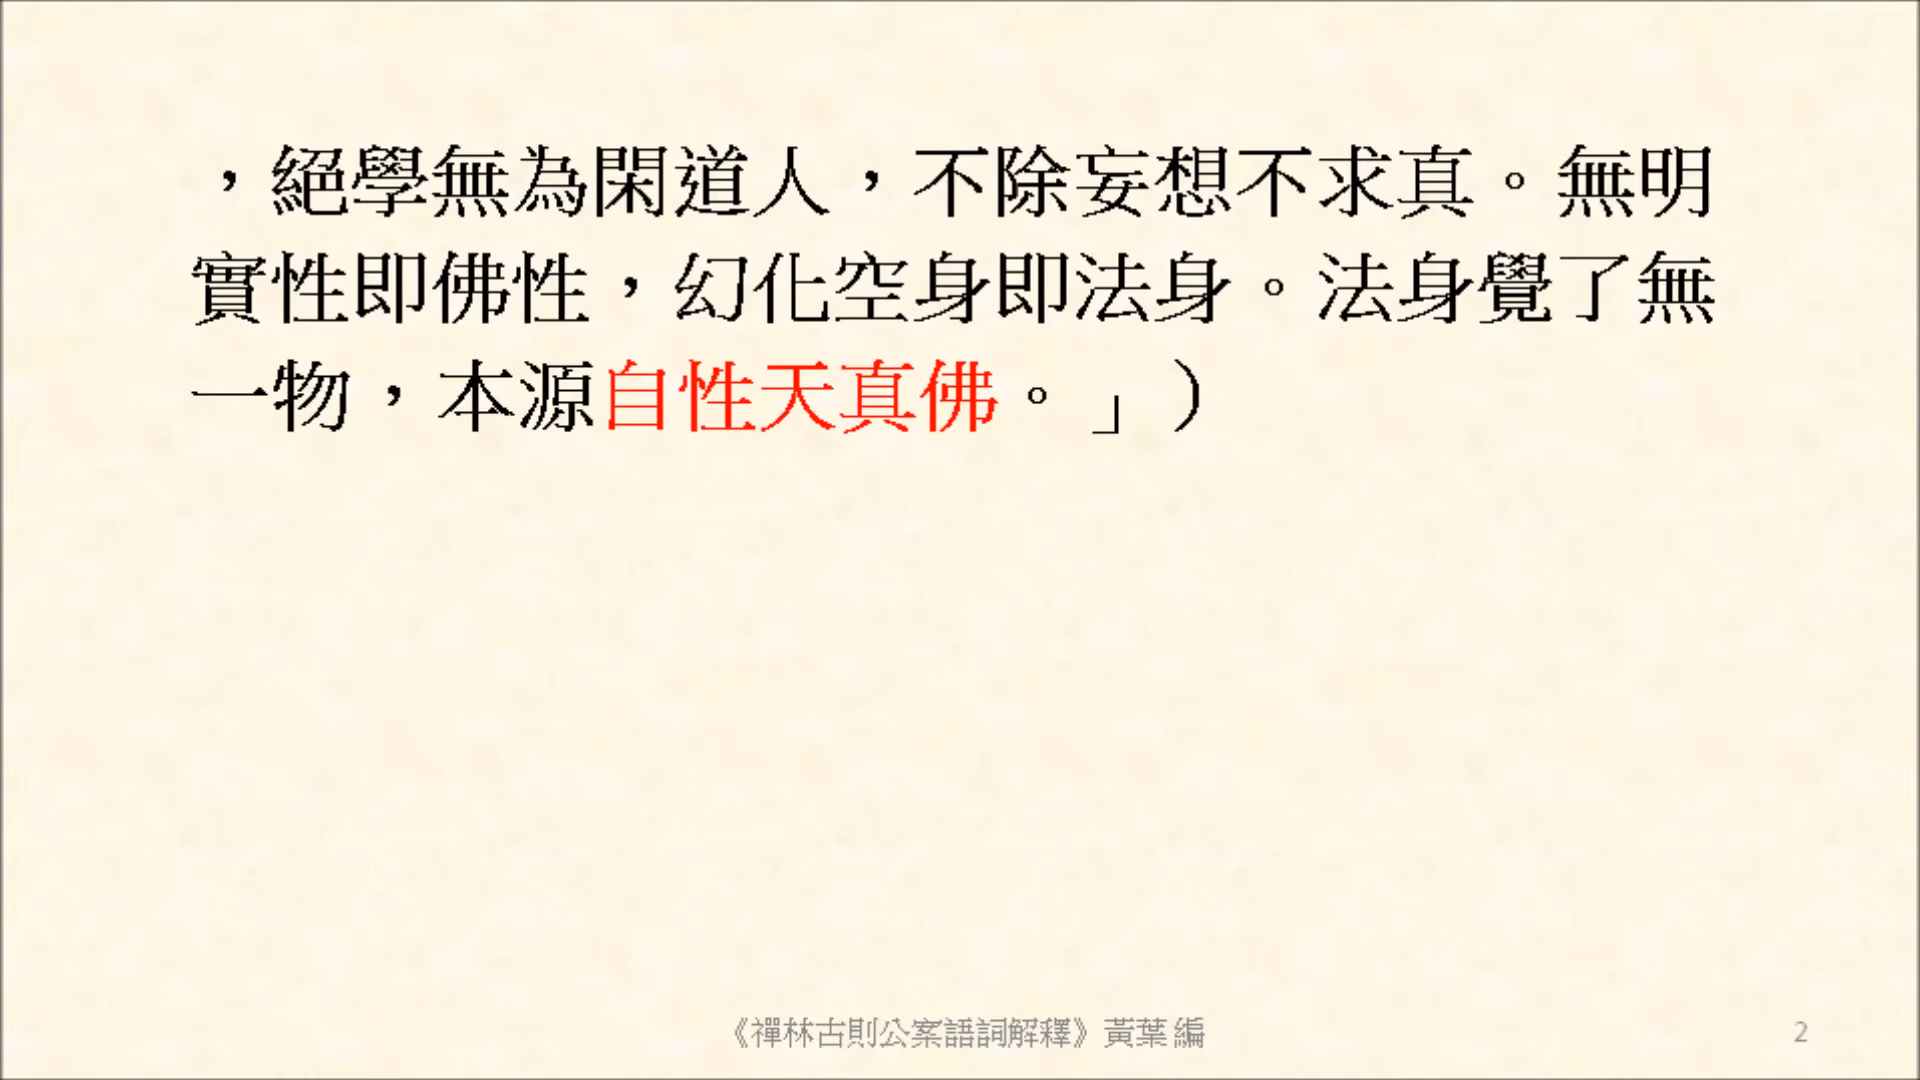 ，絕學無為閑道人，不除妄想不求真。無明
實性即佛性，幻化空身即法身。法身覺了無
一物，本源自性天真佛。」）
《禪林古則公案語詞解釋》黃葉 編
2